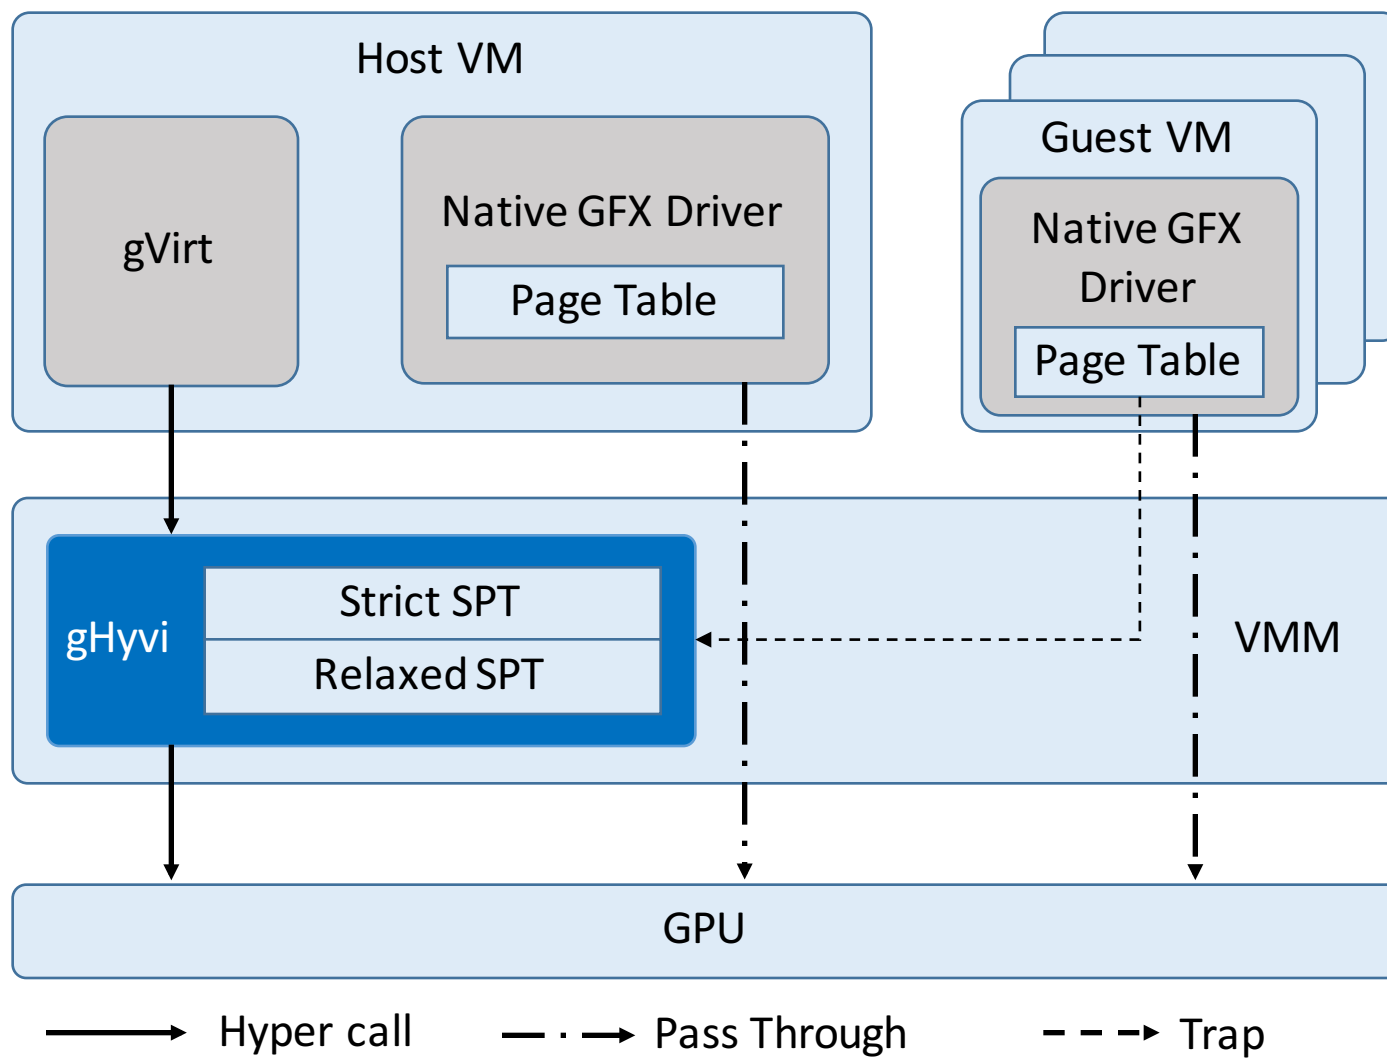 Host VM
gVirt
Native GFX Driver
Page Table
Guest VM
Native GFX
Driver
Page Table
gHyvi
Strict SPT
Relaxed SPT
VMM
GPU
Hyper call
Pass Through
Trap